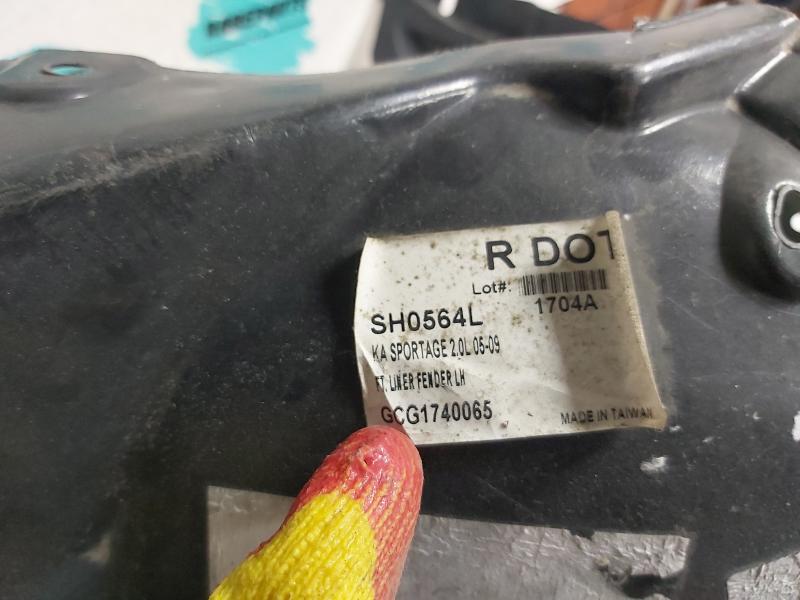 R DOT
Lot#:
1704A
SH0564L
KA SPORTAGE 2.0L 05-09
FT. LINER FENDER LH
GCG1740065
MADE IN TAIWAN